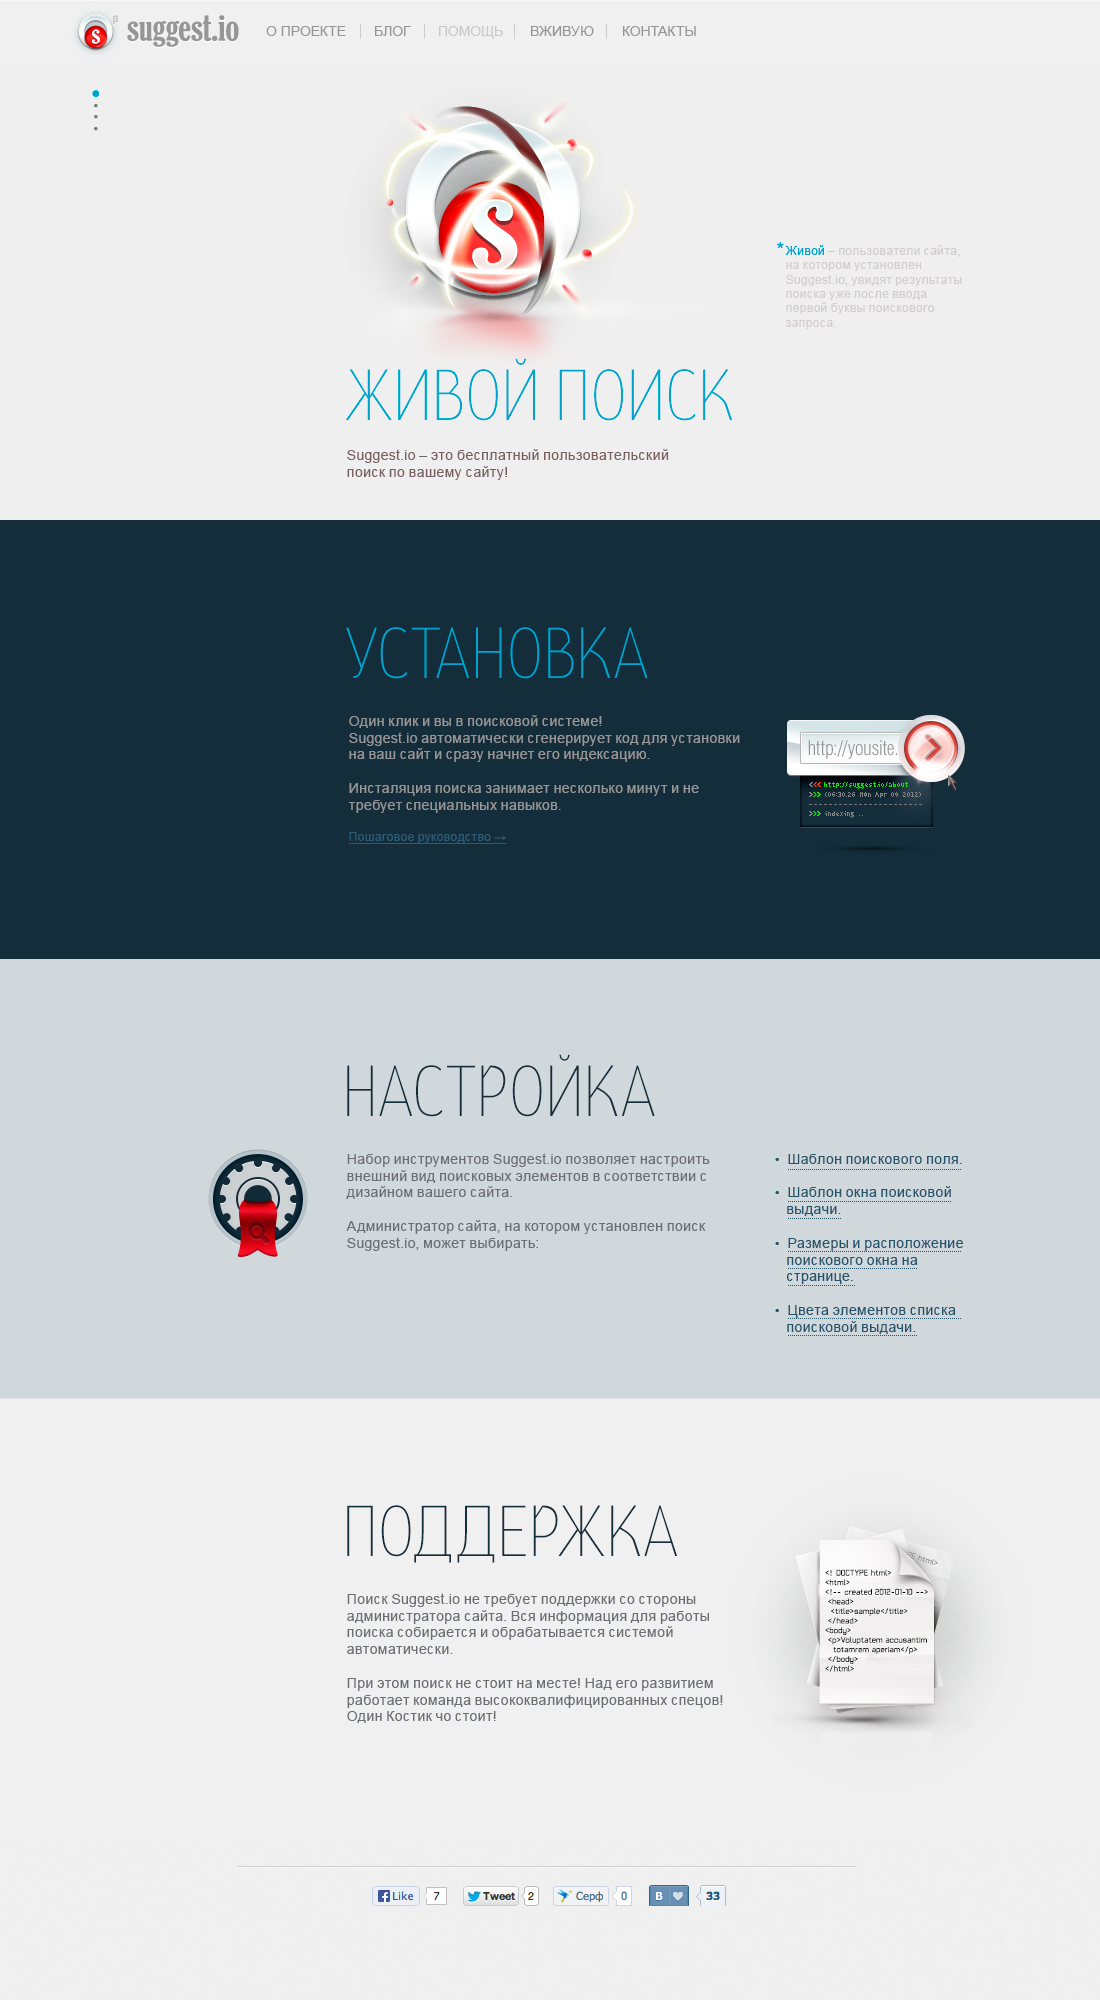 β
suggest.io
О ПРОЕКТЕ
БЛОГ
ПОМОЩЬ
ВЖИВУЮ
КОНТАКТЫ
*Живой – пользователи сайта,
на котором установлен
Suggest.io, увидят результаты
поиска уже после ввода
первой буквы поискового
запроса.
ЖИВОЙ ПОИСК
Suggest.io – это бесплатный пользовательский
поиск по вашему сайту!
УСТАНОВКА
Один клик и вы в поисковой системе!
Suggest.io автоматически сгенерирует код для установки
на ваш сайт и сразу начнет его индексацию.
Инсталяция поиска занимает несколько минут и не
требует специальных навыков.
Пошаговое руководство →
http://yousite.
<<< http://suggest.io/about
>>> (06:30.26 Mon Apr 09 2012)
>>> indexing ..
НАСТРОЙКА
Набор инструментов Suggest.io позволяет настроить
внешний вид поисковых элементов в соответствии с
дизайном вашего сайта.
Администратор сайта, на котором установлен поиск
Suggest.io, может выбирать:
• Шаблон поискового поля.
• Шаблон окна поисковой
выдачи.
• Размеры и расположение
поискового окна на
странице.
• Цвета элементов списка
поисковой выдачи.
ПОДДЕРЖКА
Поиск Suggest.io не требует поддержки со стороны
администратора сайта. Вся информация для работы
поиска собирается и обрабатывается системой
автоматически.
При этом поиск не стоит на месте! Над его развитием
работает команда высококвалифицированных спецов!
Один Костик чо стоит!
<! DOCTYPE html>
<html>
<!-- created 2012-01-10 -->
<head>
<title>sample</title>
</head>
<body>
<p>Voluptatem accusantim
totamrem aperiam</p>
</body>
</html>
PE html>
Like 7
Tweet 2
Серф 0
В 33